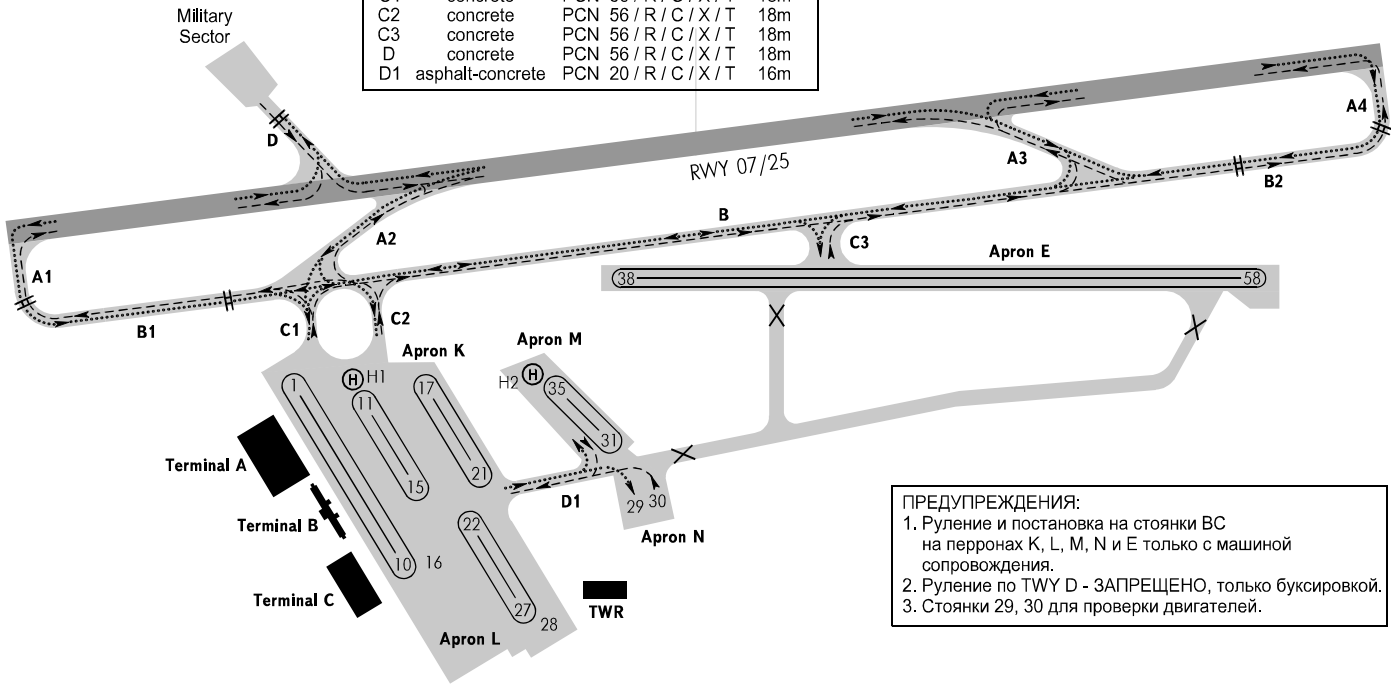 C2 concrete PCN 56 / R / C / X / T 18m
C3 concrete PCN 56 / R / C / X / T 18m
D concrete PCN 56 / R / C / X / T 18m
D1 asphalt-concrete PCN 20 / R / C / X / T 16m
Military
Sector
D
A4
RWY 07/25
A3
B2
B
A2
C3
Apron E
A1
38
58
B1
C1
C2
Apron K
Apron M
1
H H1
17
H2 H
35
11
31
Terminal A
21
15
D1
29 30
22
Terminal B
Apron N
10
16
Terminal C
27
28
TWR
Apron L
ПРЕДУПРЕЖДЕНИЯ:
1. Руление и постановка на стоянки ВС
на перронах K, L, M, N и E только с машиной
сопровождения.
2. Руление по TWY D - ЗАПРЕЩЕНО, только буксировкой.
3. Стоянки 29, 30 для проверки двигателей.